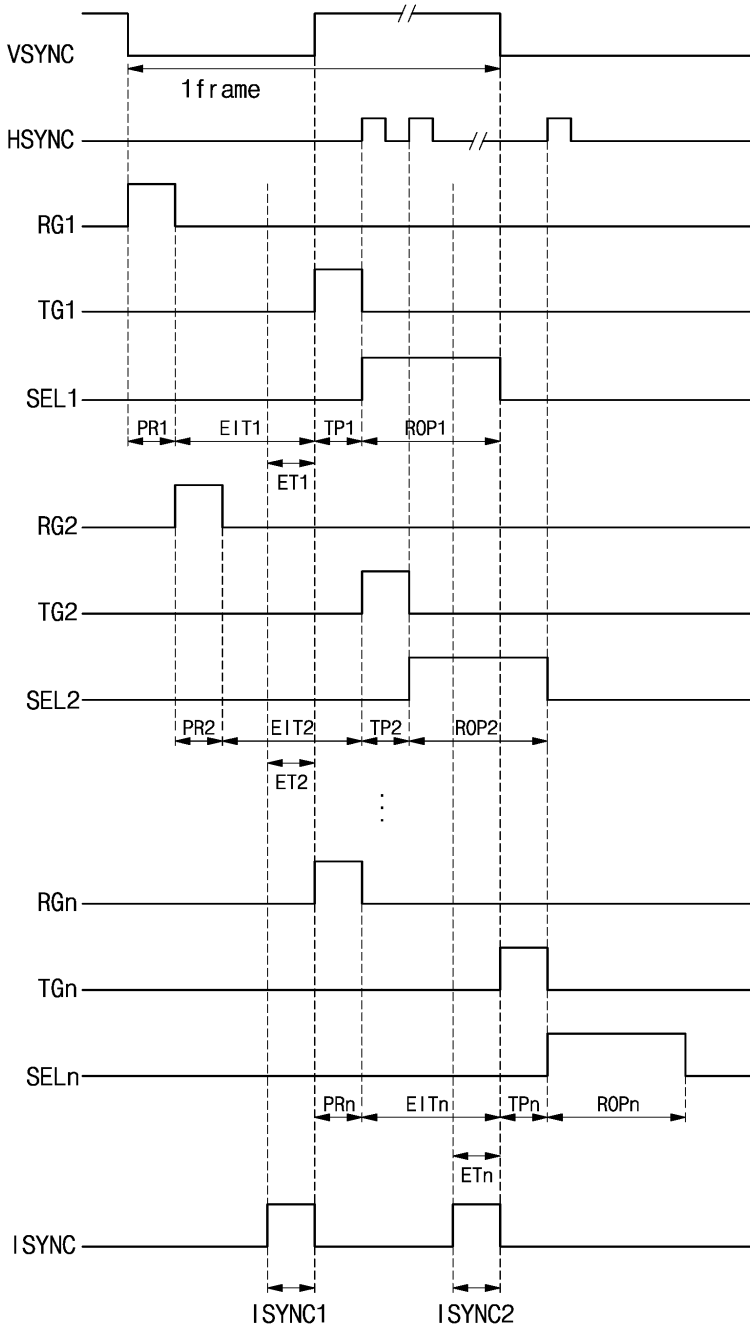 VSYNC
1frame
HSYNC
RG1
TG1
SEL1
PR1 EIT1 TP1 ROP1
ET1
RG2
TG2
SEL2
PR2 EIT2 TP2 ROP2
ET2
RGn
TGn
SELn
PRn EITn TPn ROPn
ETn
ISYNC
ISYNC1 ISYNC2